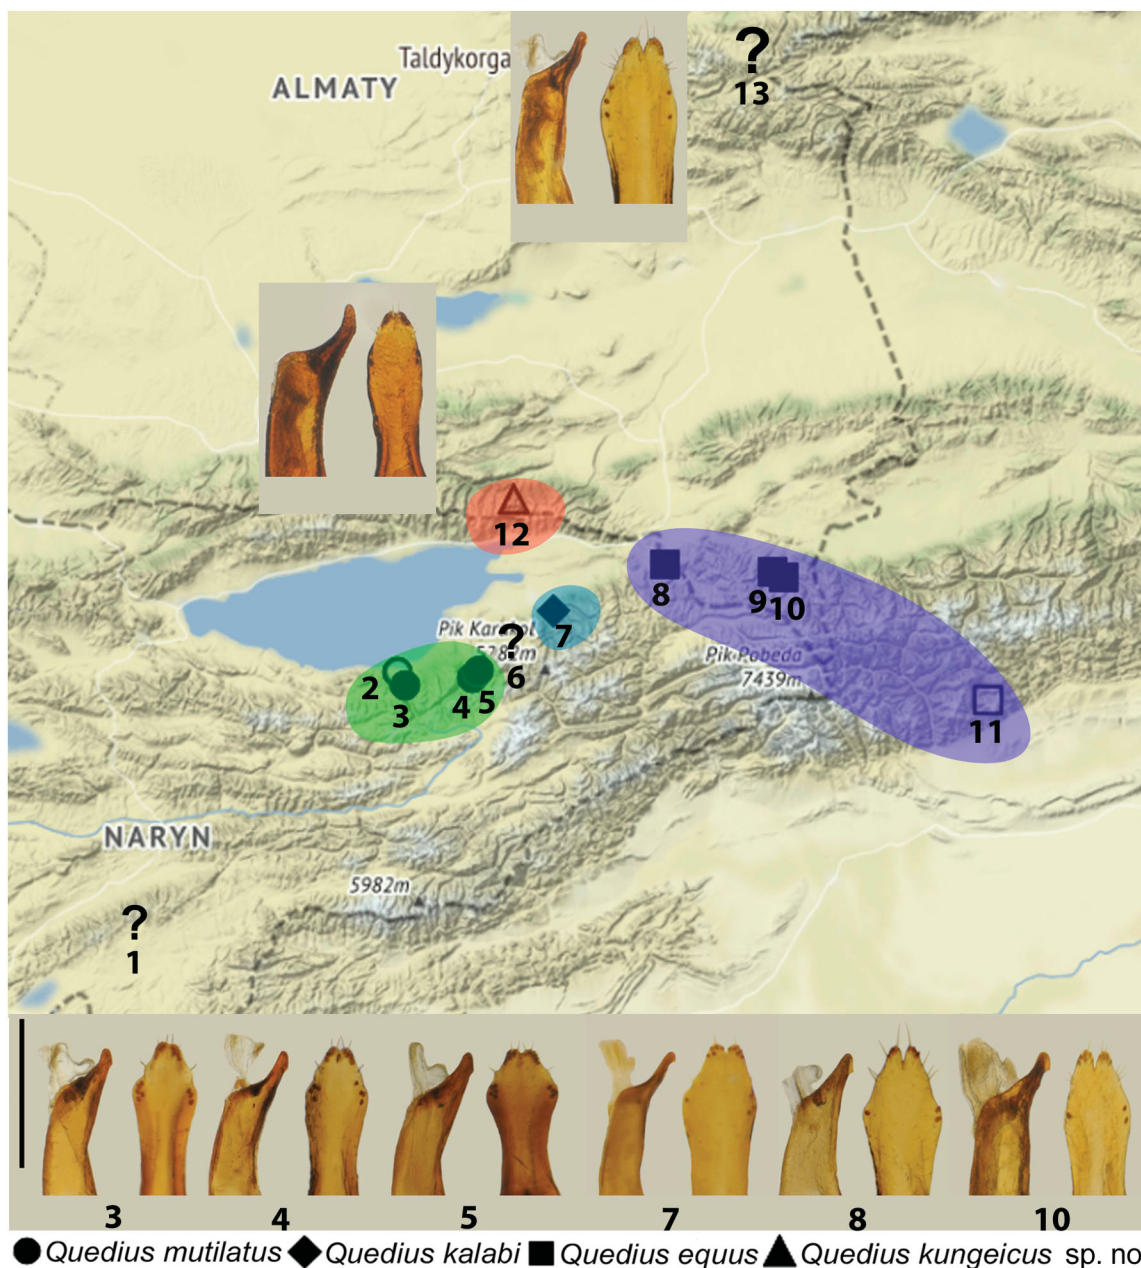 Taldykorga
ALMATY
?
13
12
8
9
10
Pik Karakol
7
?
5282m
6
Pik Pobeda
7439m
2
3
4
5
11
NARYN
5982m
?
1
3 4 5 7 8 10
Quedius mutilatus Quedius kalabi Quedius equus Quedius kungeicus sp. no